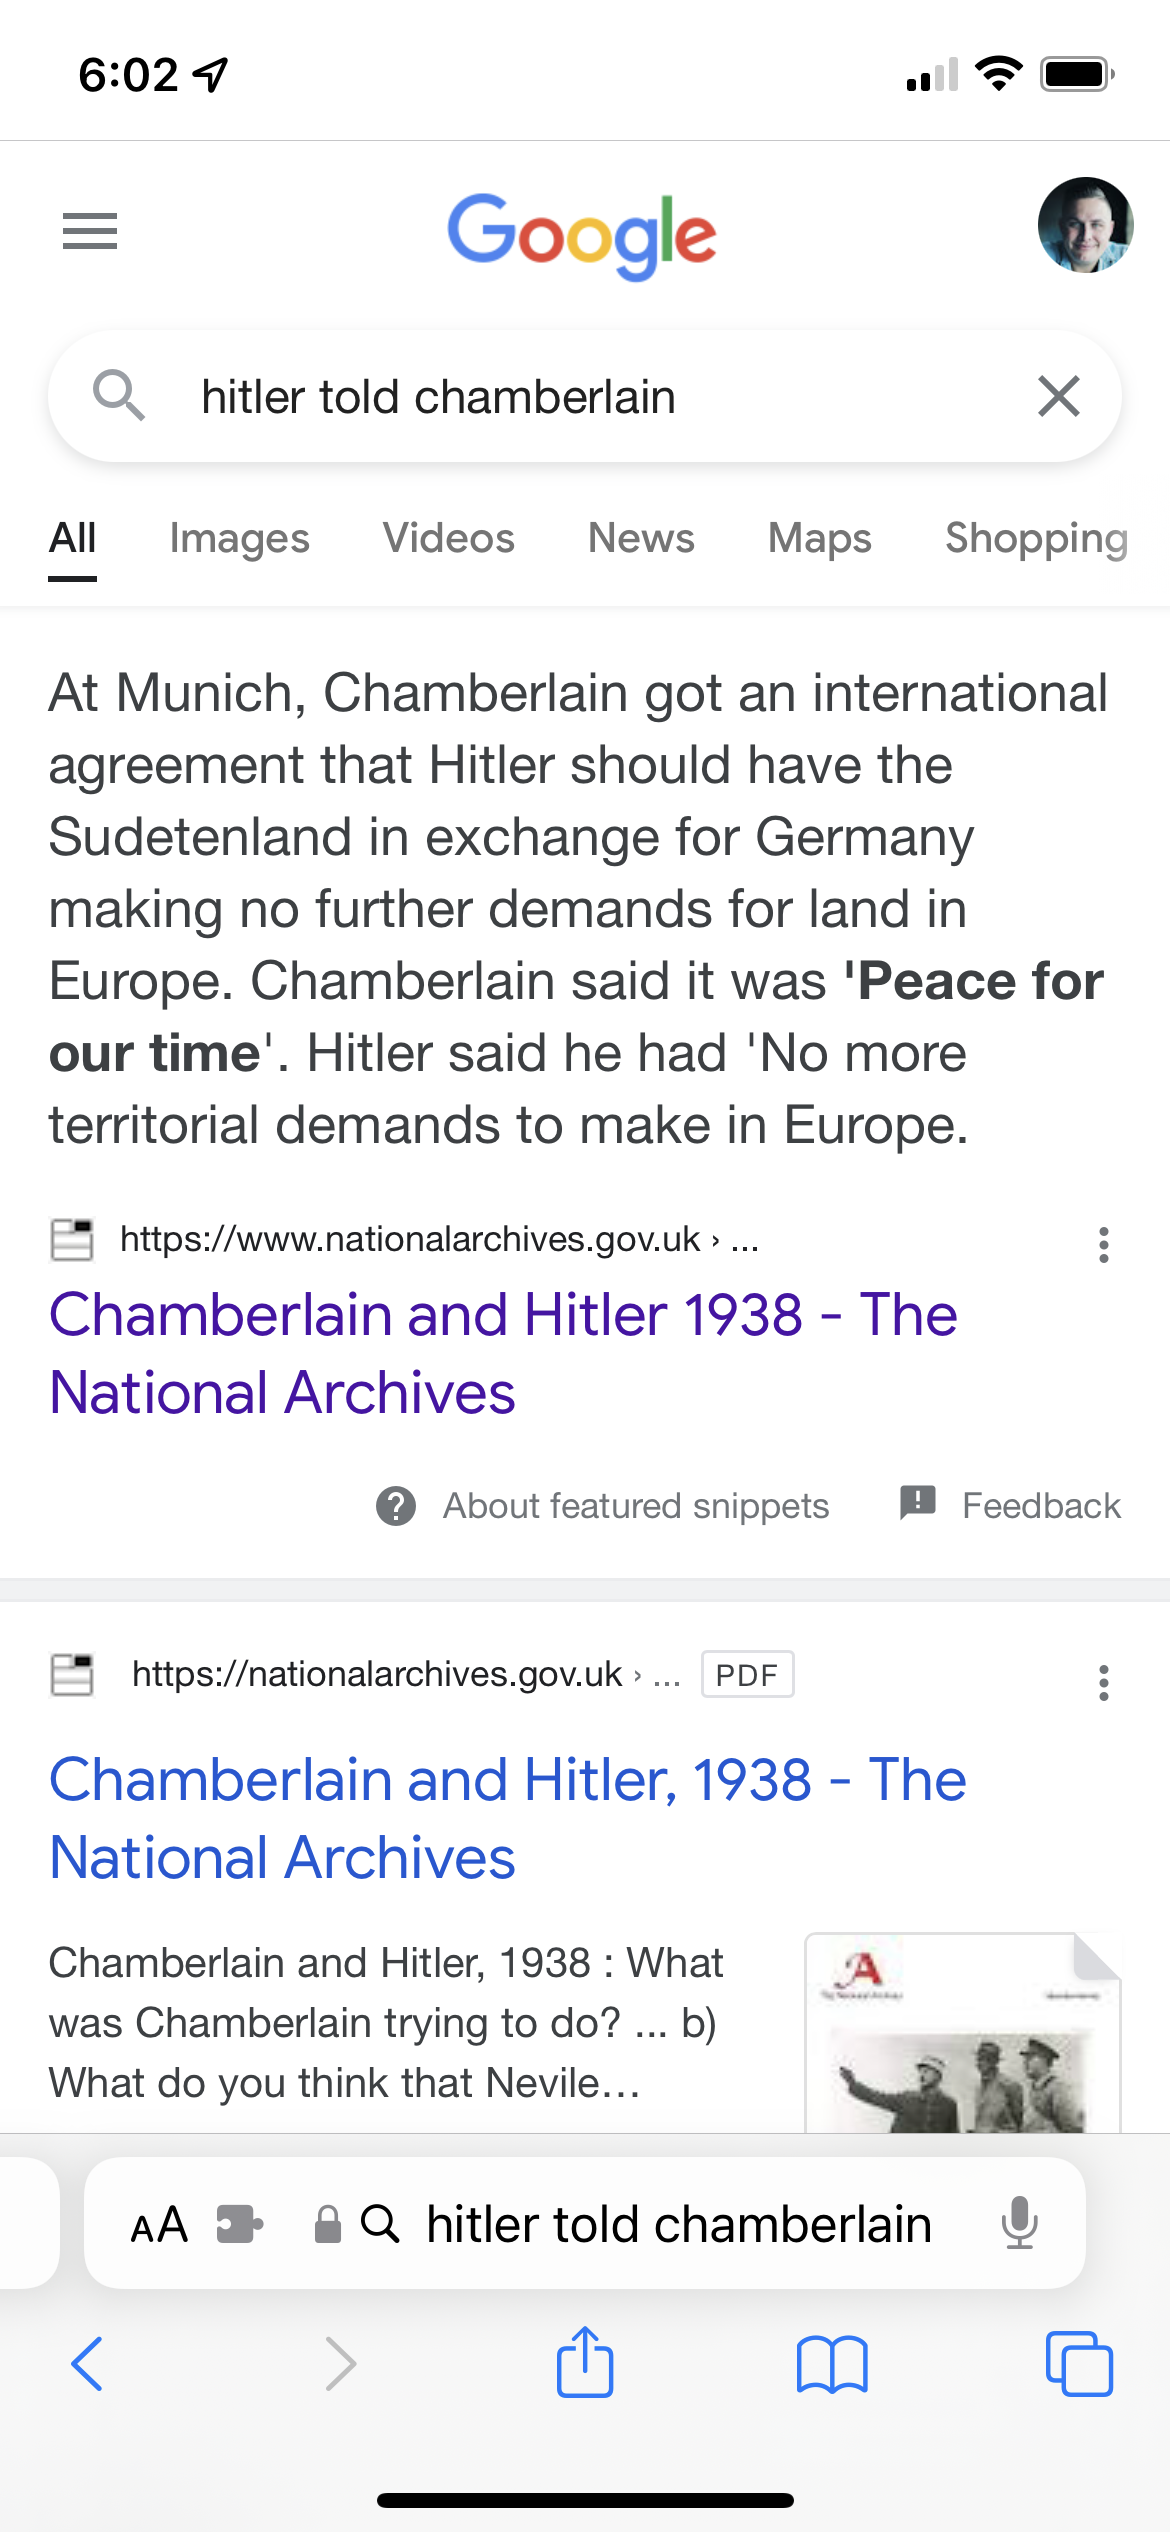 6:02
Google
hitler told chamberlain
All Images Videos News Maps Shopping
At Munich, Chamberlain got an international
agreement that Hitler should have the
Sudetenland in exchange for Germany
making no further demands for land in
Europe. Chamberlain said it was 'Peace for
our time'. Hitler said he had 'No more
territorial demands to make in Europe.
https://www.nationalarchives.gov.uk › ...
Chamberlain and Hitler 1938 - The
National Archives
About featured snippets Feedback
https://nationalarchives.gov.uk › ... PDF
Chamberlain and Hitler, 1938 - The
National Archives
Chamberlain and Hitler, 1938 : What
was Chamberlain trying to do? ... b)
What do you think that Nevile...
AA hitler told chamberlain